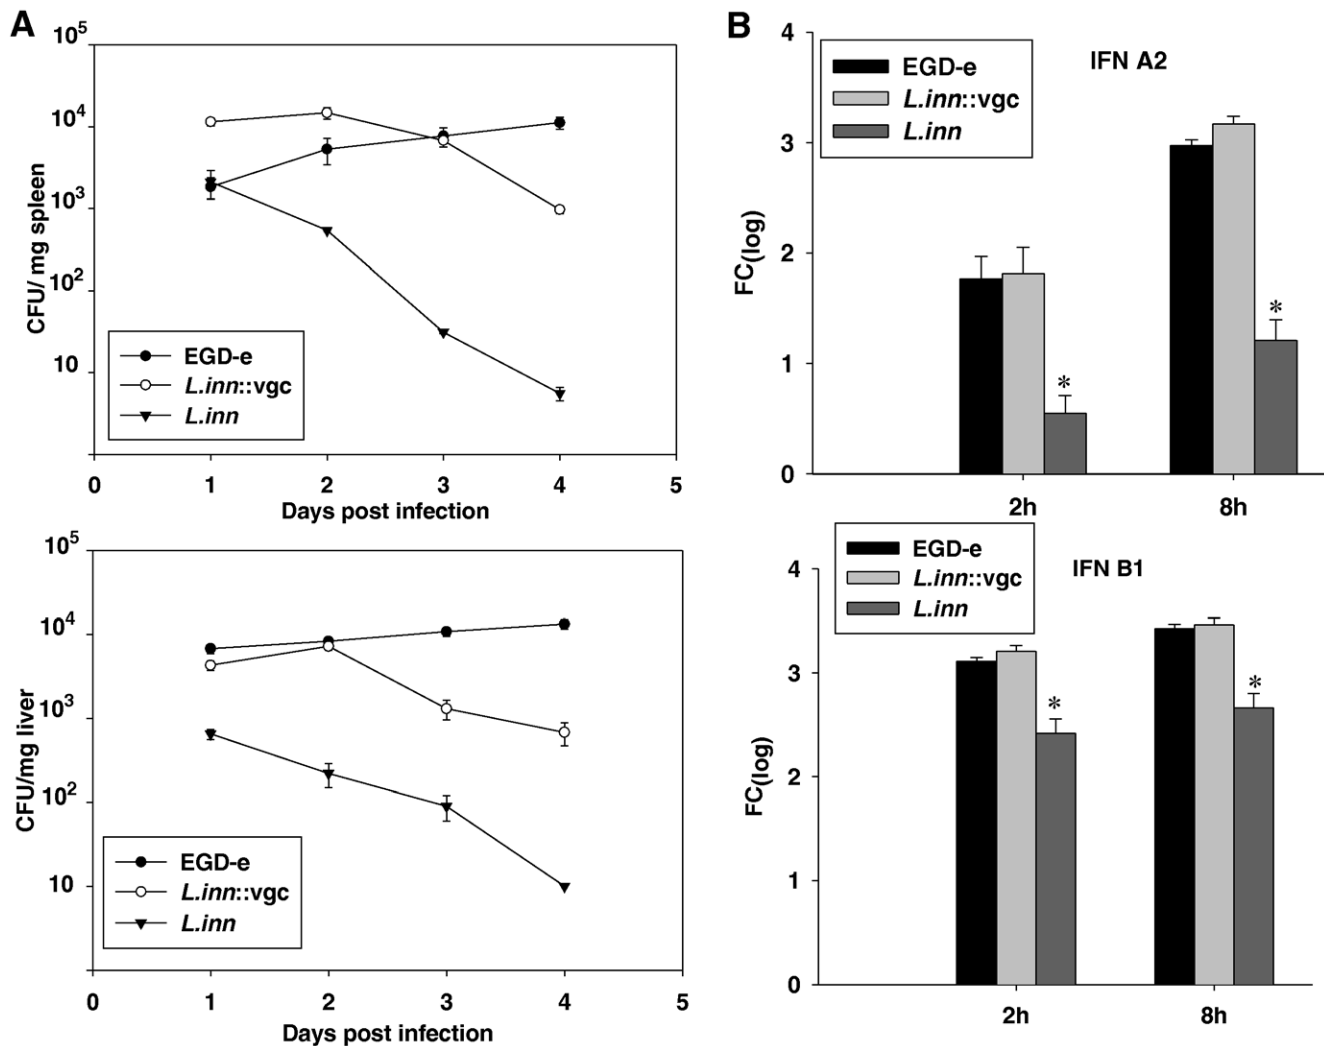 A
10^5
10^4
10^3
10^2
10
CFU/ mg spleen
EGD-e
L.inn::vgc
L.inn
0 1 2 3 4 5
Days post infection
10^5
10^4
10^3
10^2
10
CFU/mg liver
EGD-e
L.inn::vgc
L.inn
0 1 2 3 4 5
Days post infection
B
IFN A2
EGD-e
L.inn::vgc
L.inn
4
3
2
1
0
FC(log)
*
*
2h 8h
IFN B1
EGD-e
L.inn::vgc
L.inn
4
3
2
1
0
FC(log)
*
*
2h 8h